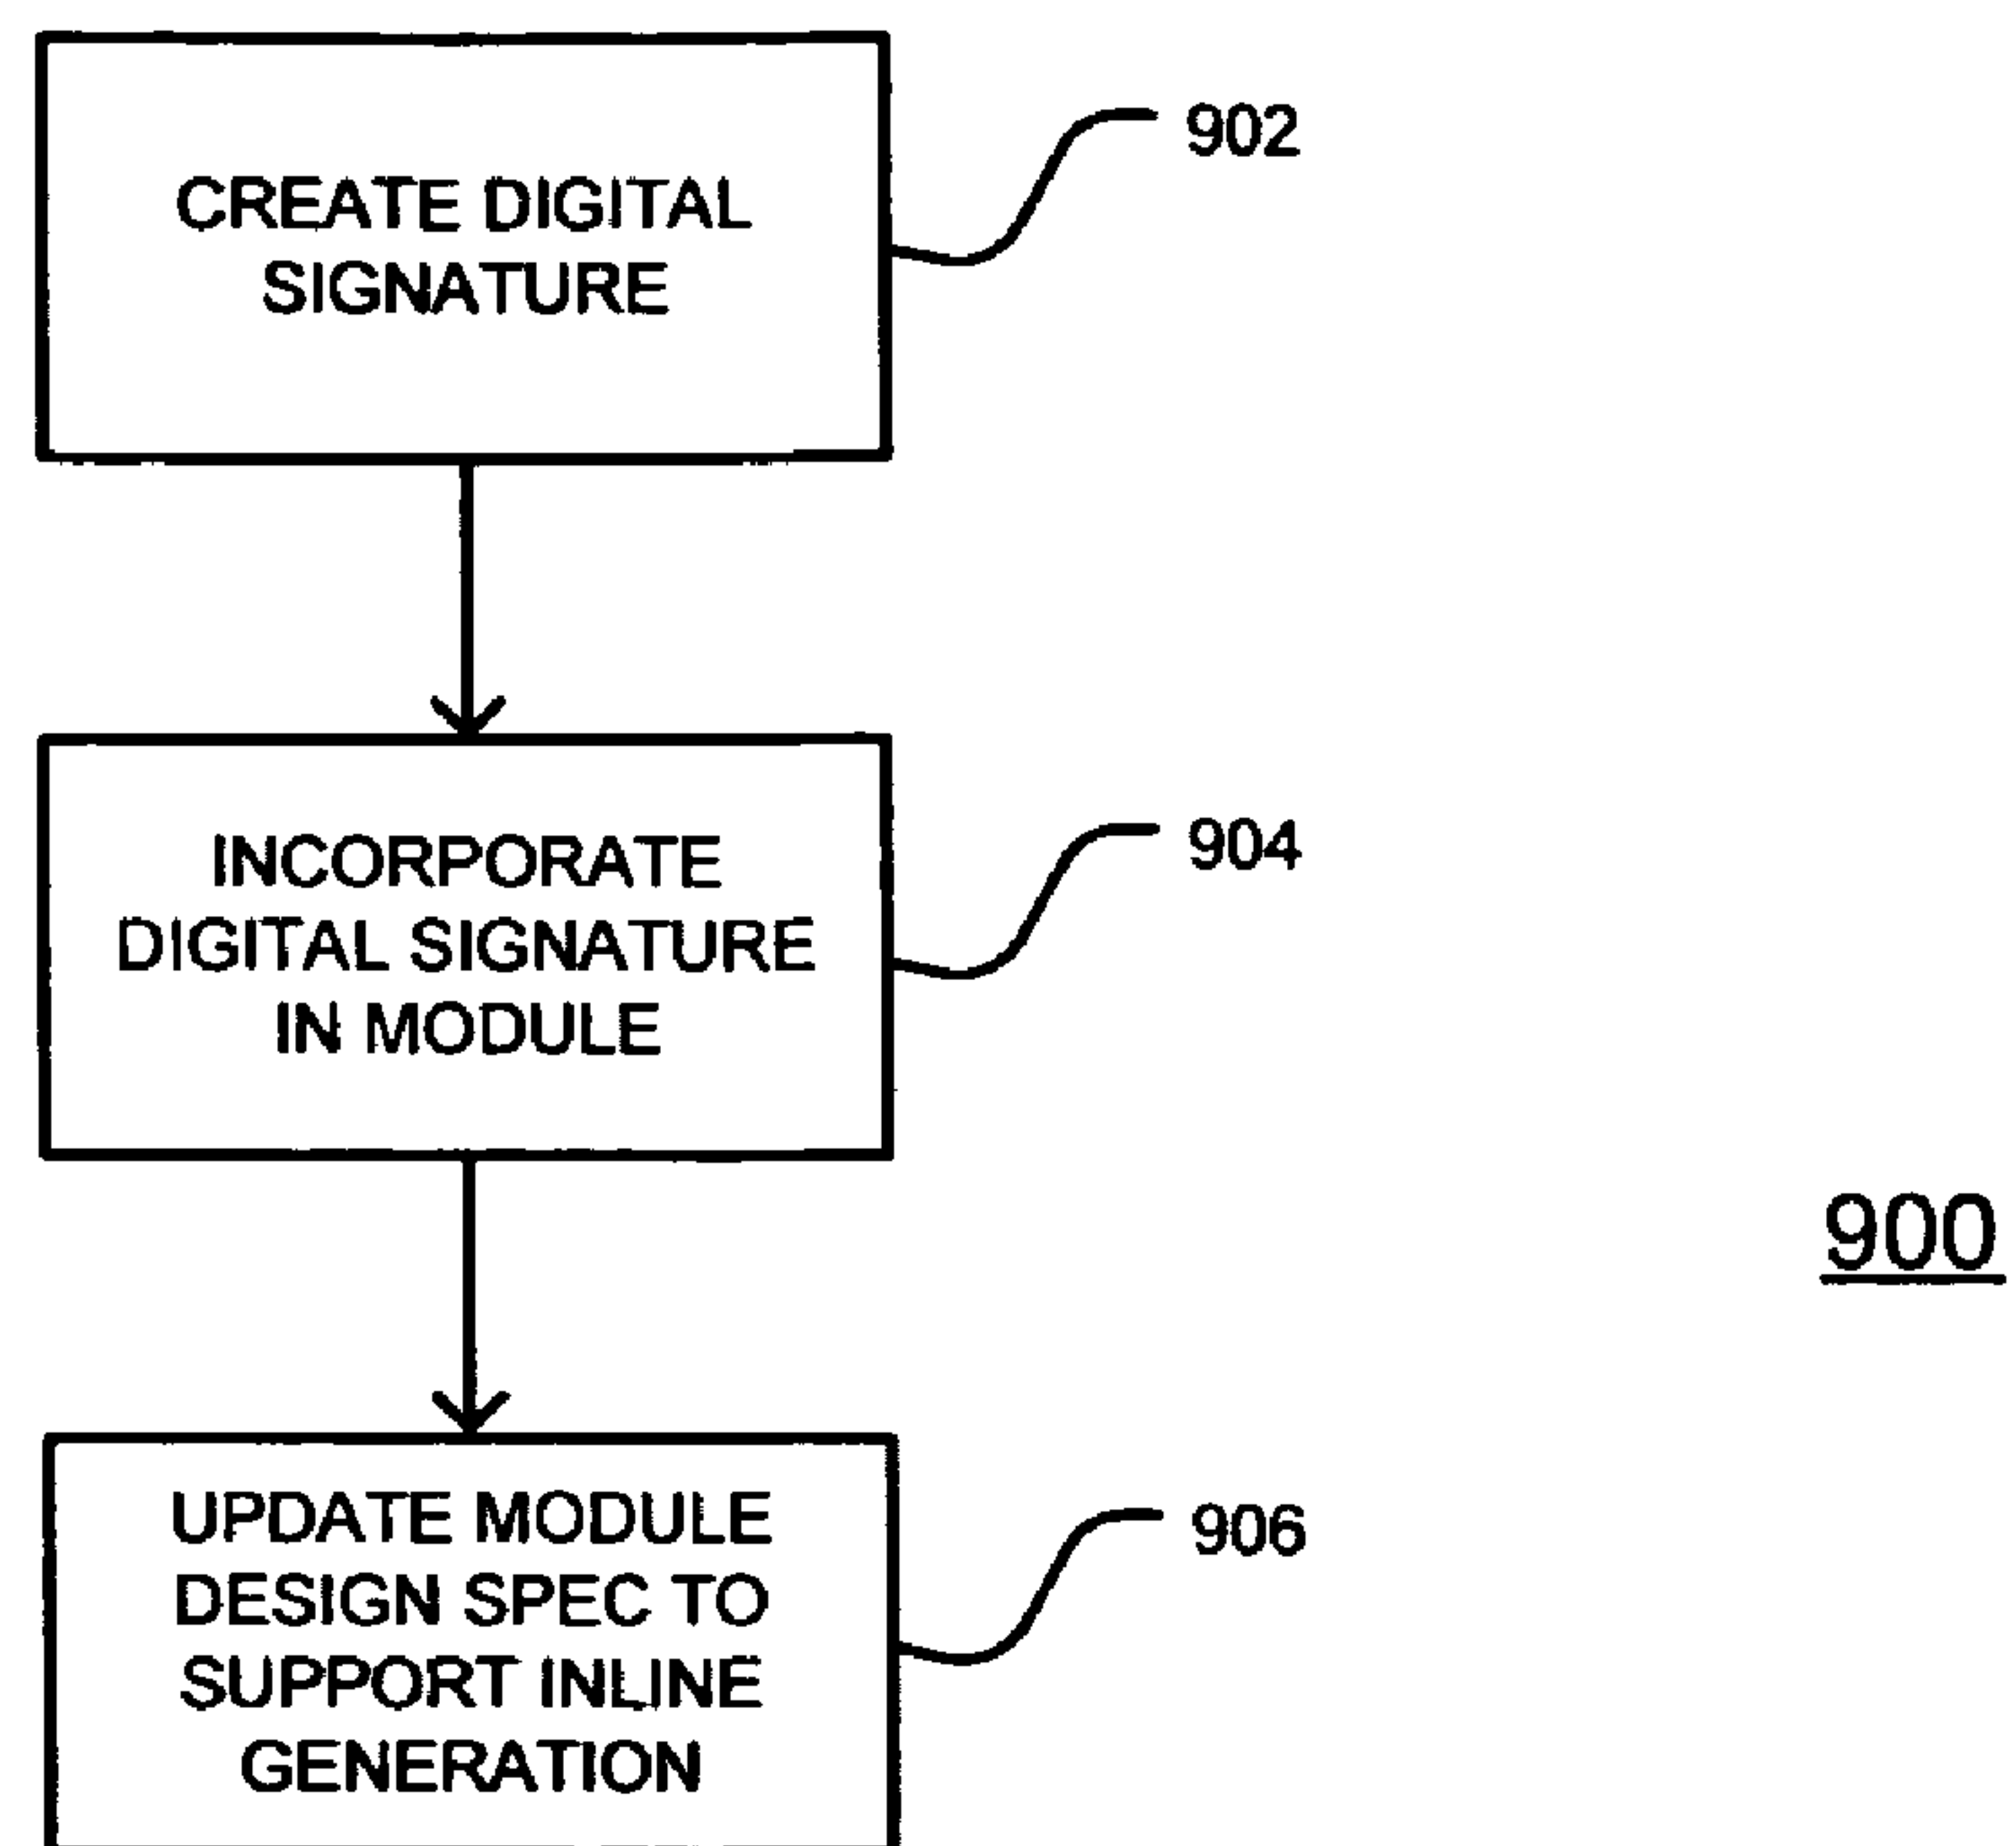 CREATE DIGITAL
SIGNATURE
902
INCORPORATE
DIGITAL SIGNATURE
IN MODULE
904
900
UPDATE MODULE
DESIGN SPEC TO
SUPPORT INLINE
GENERATION
906